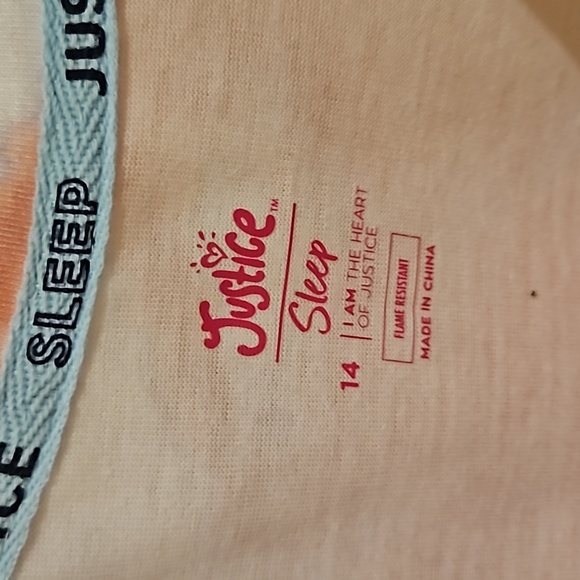 JUS
SLEEP
ICE
Justice™
Sleep
14 | I AM THE HEART
OF JUSTICE
FLAME RESISTANT
MADE IN CHINA